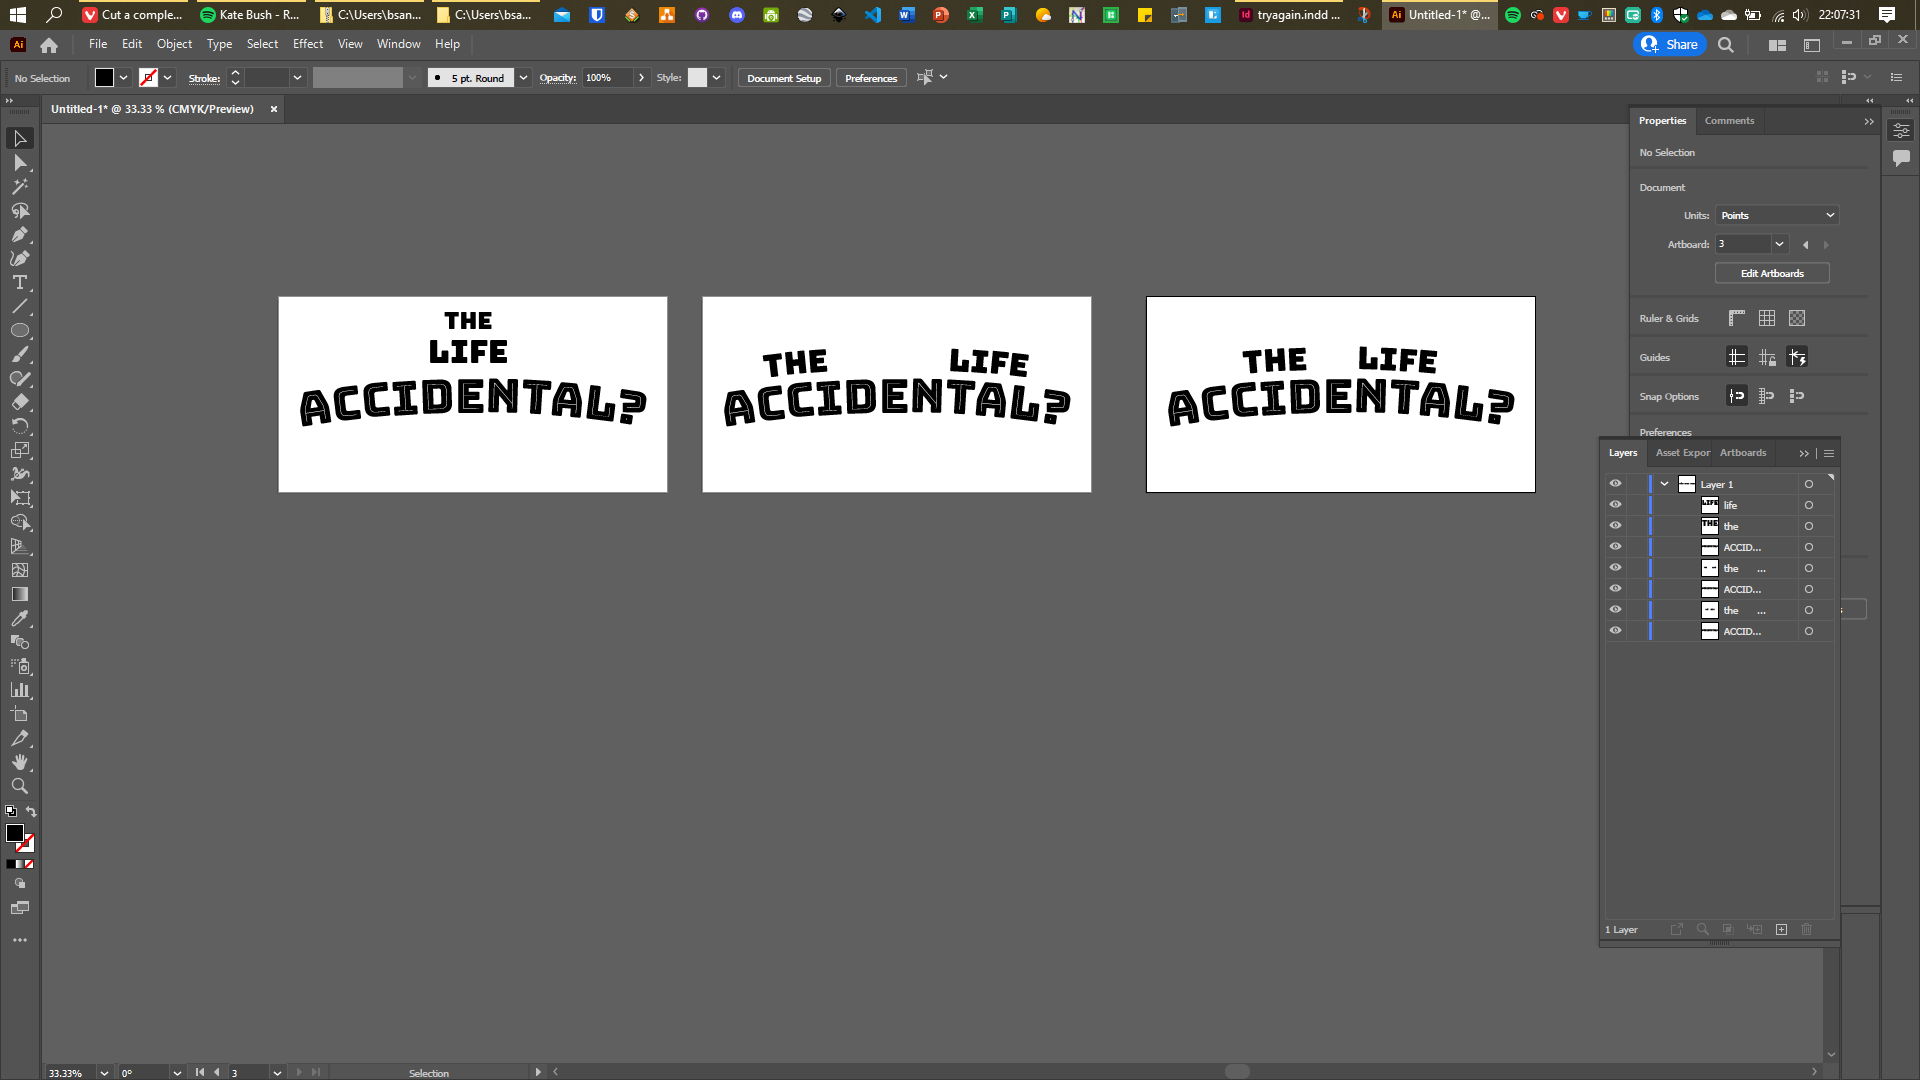 Cut a comple...
Kate Bush - R...
C:\Users\bsan...
C:\Users\bsa...
tryagain.indd ...
Untitled-1* @...
22:07:31
File Edit Object Type Select Effect View Window Help
Share
No Selection
Stroke:
5 pt. Round
Opacity: 100%
Style:
Document Setup
Preferences
Untitled-1* @ 33.33 % (CMYK/Preview)
Properties
Comments
No Selection
Document
Units: Points
Artboard: 3
Edit Artboards
Ruler & Grids
Guides
Snap Options
Preferences
THE
LIFE
ACCIDENTAL?
THE LIFE
ACCIDENTAL?
THE LIFE
ACCIDENTAL?
Layers
Asset Expor
Artboards
Layer 1
life
the
ACCID...
the ...
ACCID...
the ...
ACCID...
1 Layer
33.33%
0°
3
Selection